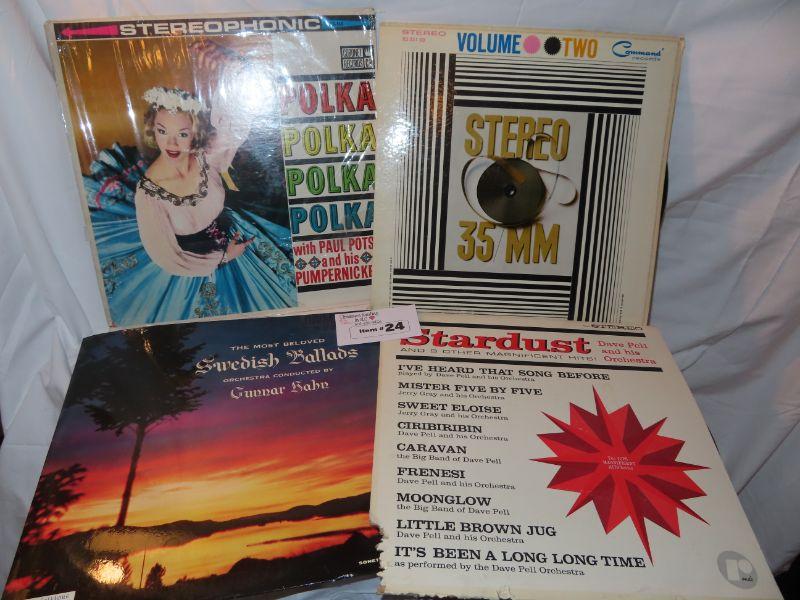 STEREOPHONIC
POLKA
POLKA
POLKA
POLKA
with PAUL POTS
and his
PUMPERNICKE
STEREO
VOLUME TWO
Command
records
STEREO
35 MM
Item # 24
THE MOST BELOVED
Swedish Ballads
ORCHESTRA CONDUCTED BY
Gunnar Hahn
STEREO
Stardust
AND 9 OTHER MAGNIFICENT HITS!
Dave Pell
and his
Orchestra
I'VE HEARD THAT SONG BEFORE
played by Dave Pell and his Orchestra
MISTER FIVE BY FIVE
Jerry Gray and his Orchestra
SWEET ELOISE
Jerry Gray and his Orchestra
CIRIBIRIBIN
Dave Pell and his Orchestra
CARAVAN
the Big Band of Dave Pell
FRENESI
Dave Pell and his Orchestra
MOONGLOW
the Big Band of Dave Pell
LITTLE BROWN JUG
Dave Pell and his Orchestra
IT'S BEEN A LONG LONG TIME
as performed by the Dave Pell Orchestra